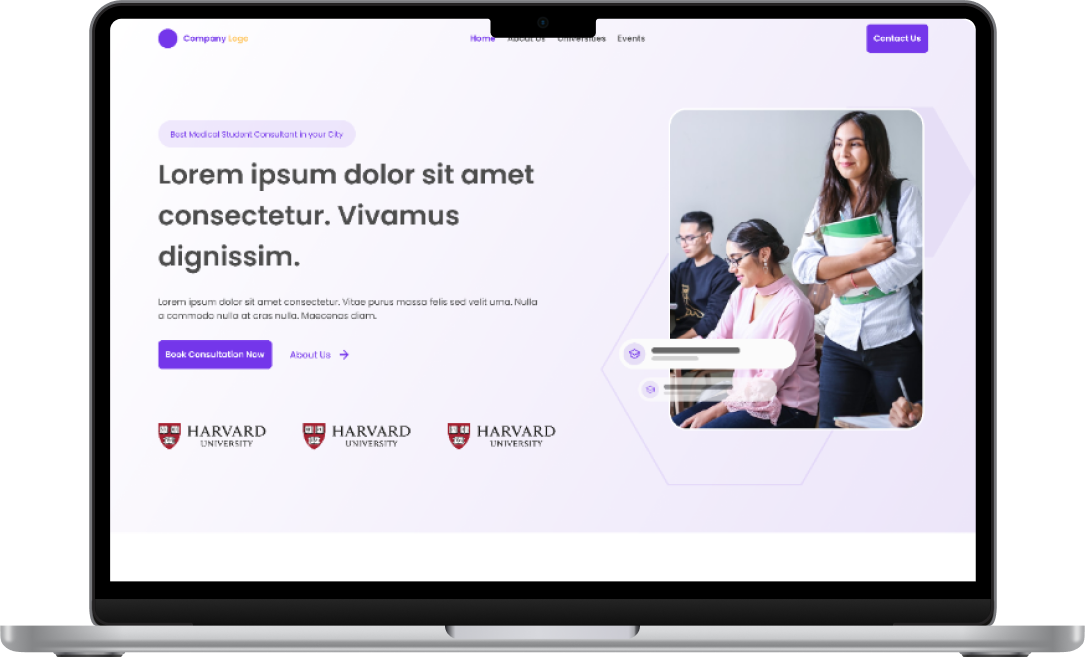 Company Logo
Home About Us Universities Events
Contact Us
Best Medical Student Consultant in your City
Lorem ipsum dolor sit amet
consectetur. Vivamus
dignissim.
Lorem ipsum dolor sit amet consectetur. Vitae purus massa felis sed velit urna. Nulla
a commodo nulla at cras nulla. Maecenas diam.
Book Consultation Now
About Us
HARVARD
UNIVERSITY
HARVARD
UNIVERSITY
HARVARD
UNIVERSITY